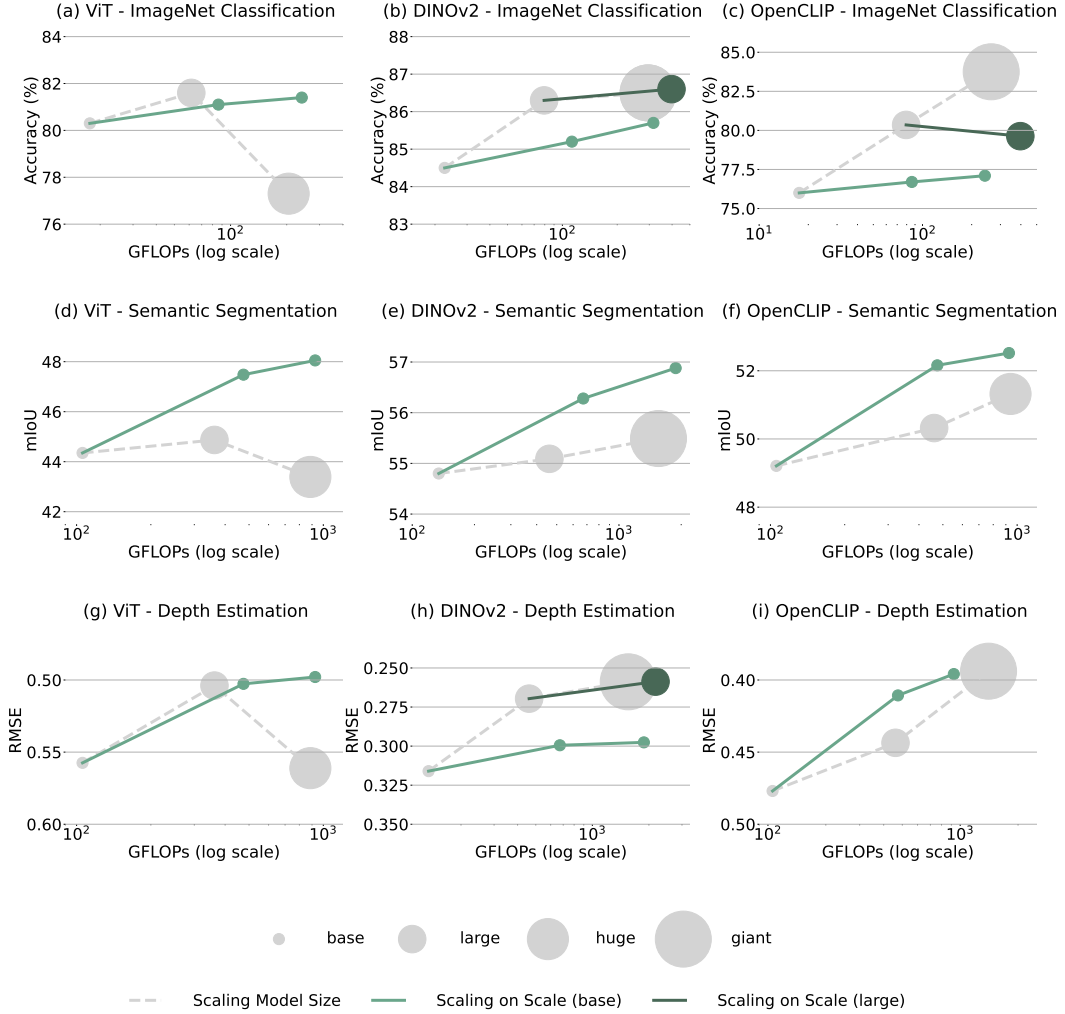 (a) ViT - ImageNet Classification
84
82
80
78
76
Accuracy (%)
10²
GFLOPs (log scale)
(b) DINOv2 - ImageNet Classification
88
87
86
85
84
83
Accuracy (%)
10²
GFLOPs (log scale)
(c) OpenCLIP - ImageNet Classification
85.0
82.5
80.0
77.5
75.0
Accuracy (%)
10¹ 10²
GFLOPs (log scale)
(d) ViT - Semantic Segmentation
48
46
44
42
mIoU
10² 10³
GFLOPs (log scale)
(e) DINOv2 - Semantic Segmentation
57
56
55
54
mIoU
10² 10³
GFLOPs (log scale)
(f) OpenCLIP - Semantic Segmentation
52
50
48
mIoU
10² 10³
GFLOPs (log scale)
(g) ViT - Depth Estimation
0.50
0.55
0.60
RMSE
10² 10³
GFLOPs (log scale)
(h) DINOv2 - Depth Estimation
0.250
0.275
0.300
0.325
0.350
RMSE
10³
GFLOPs (log scale)
(i) OpenCLIP - Depth Estimation
0.40
0.45
0.50
RMSE
10² 10³
GFLOPs (log scale)
base large huge giant
Scaling Model Size Scaling on Scale (base) Scaling on Scale (large)